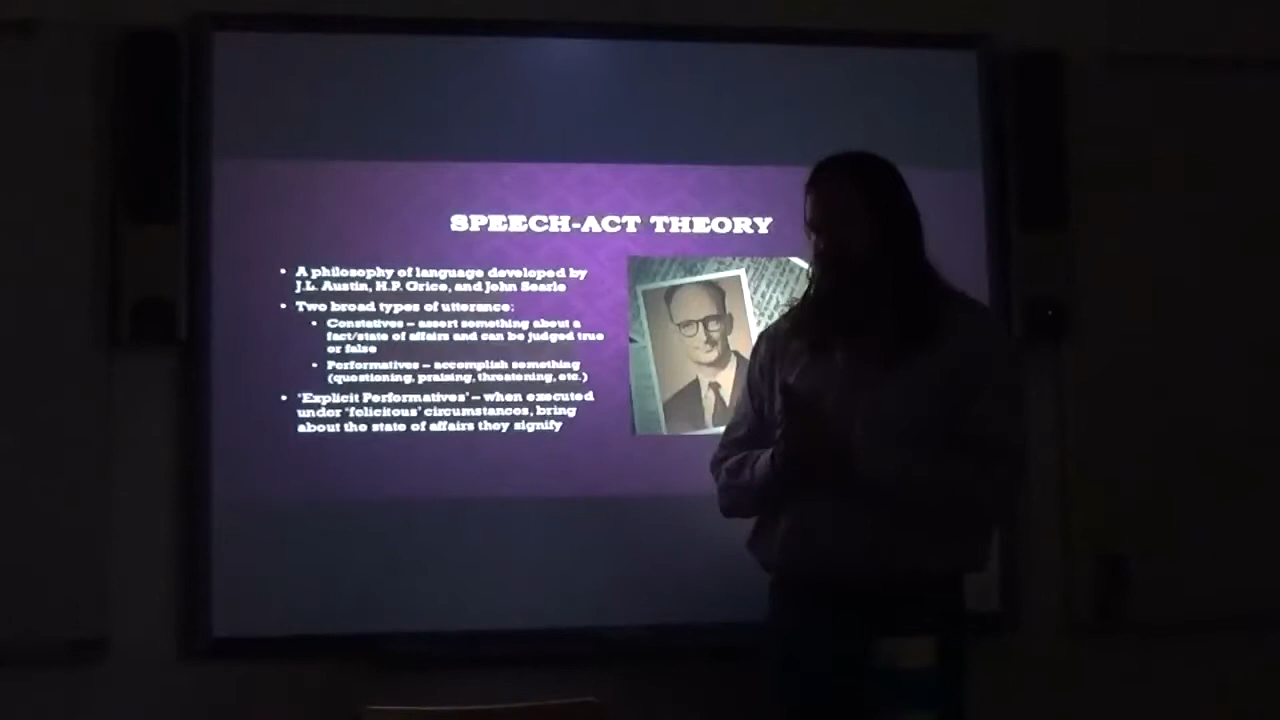 SPEECH-ACT THEORY
• A philosophy of language developed by
J.L. Austin, H.P. Grice, and John Searle
• Two broad types of utterance:
• Constatives – assert something about a
fact/state of affairs and can be judged true
or false
• Performatives – accomplish something
(questioning, praising, threatening, etc.)
• ‘Explicit Performatives’ – when executed
under ‘felicitous’ circumstances, bring
about the state of affairs they signify